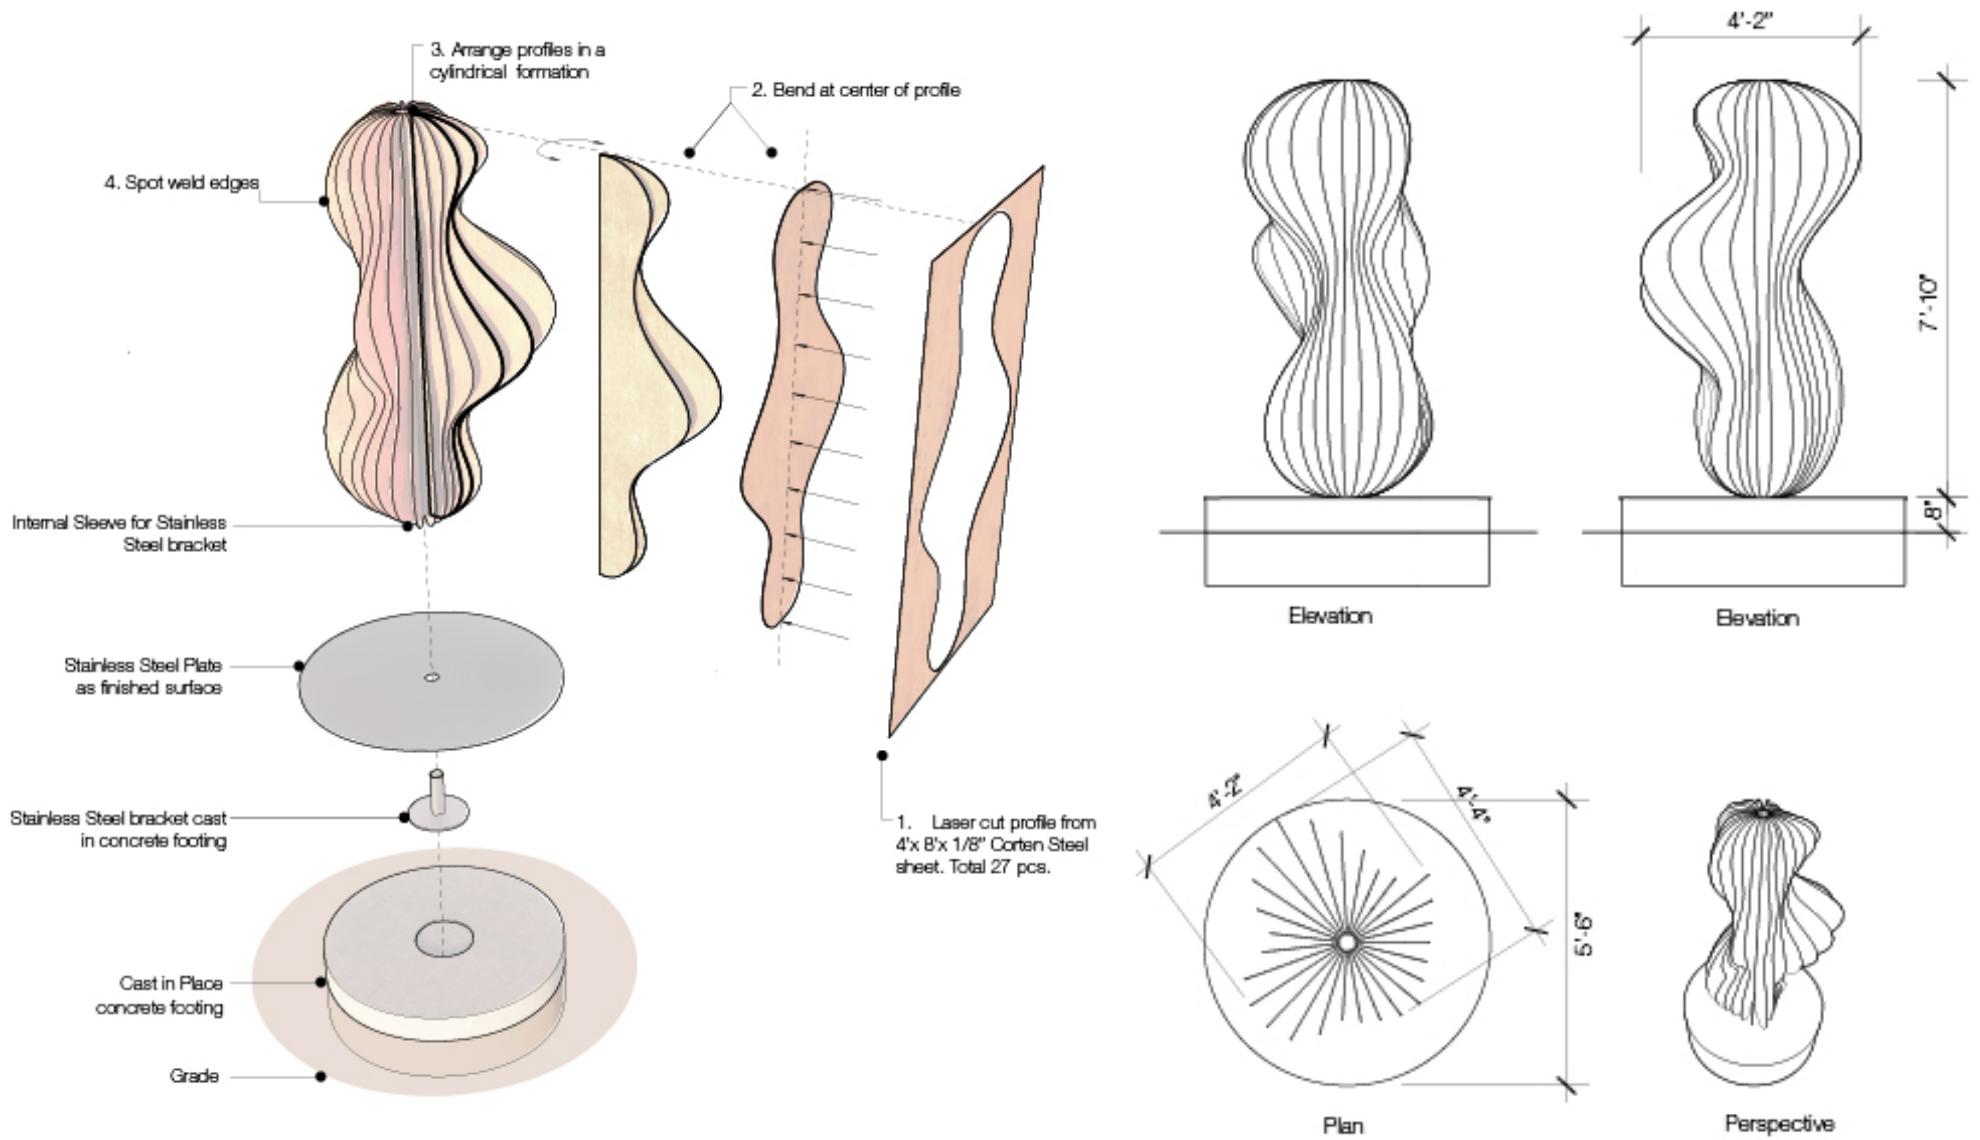 3. Arrange profiles in a
cylindrical formation
2. Bend at center of profile
4. Spot weld edges
Internal Sleeve for Stainless
Steel bracket
Stainless Steel Plate
as finished surface
Stainless Steel bracket cast
in concrete footing
Cast in Place
concrete footing
Grade
1. Laser cut profile from
4'x 8'x 1/8" Corten Steel
sheet. Total 27 pcs.
4'-2"
7'-10"
8"
Elevation
Elevation
4'-2"
4'-4"
5'-6"
Plan
Perspective